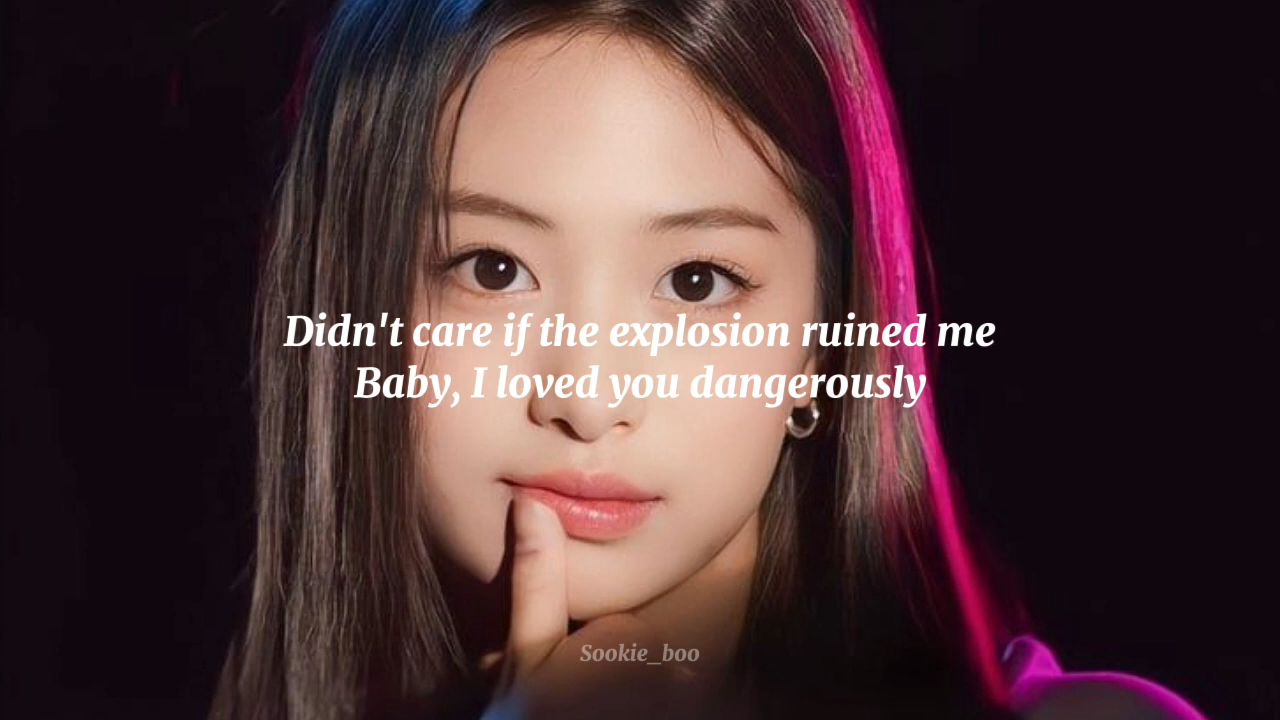 Didn't care if the explosion ruined me
Baby, I loved you dangerously
Sookie_boo